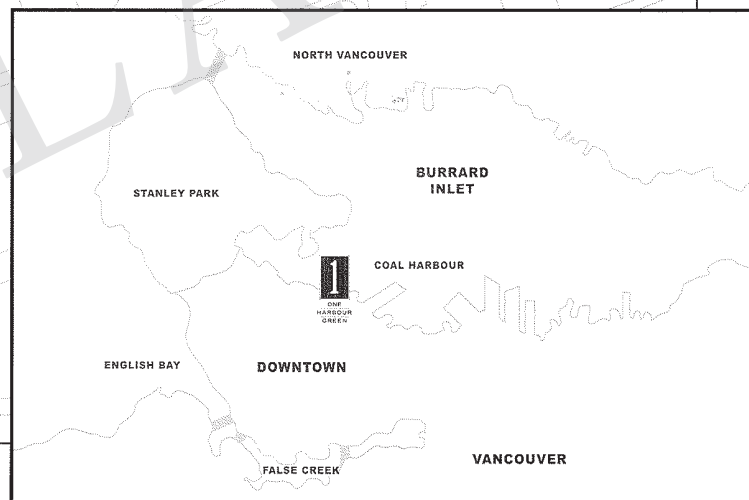 NORTH VANCOUVER
BURRARD
INLET
STANLEY PARK
COAL HARBOUR
1
ONE
HARBOUR
GREEN
ENGLISH BAY
DOWNTOWN
VANCOUVER
FALSE CREEK